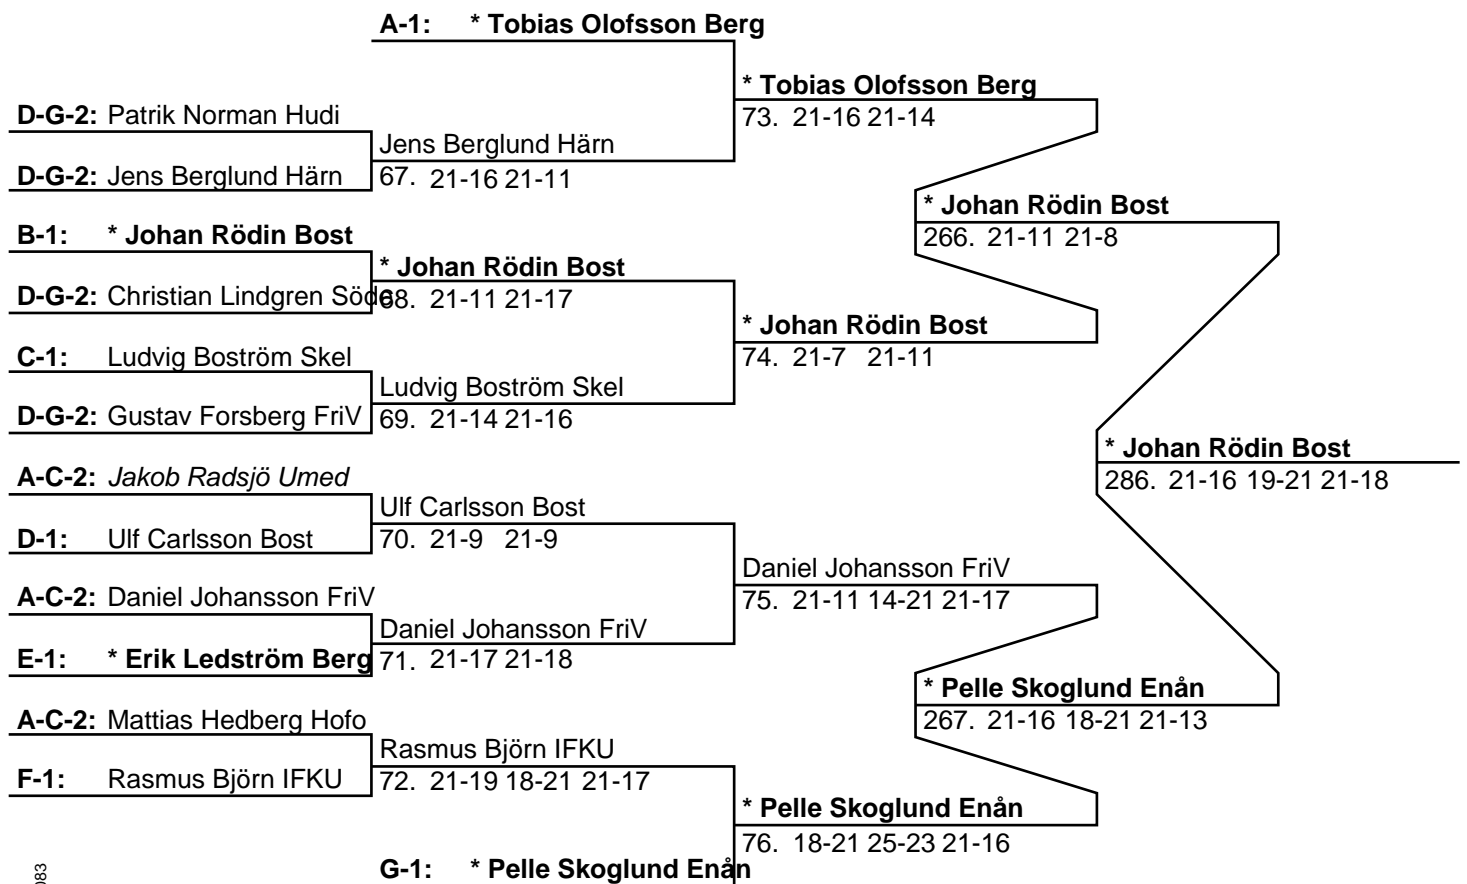 A-1: * Tobias Olofsson Berg
* Tobias Olofsson Berg
73. 21-16 21-14
D-G-2: Patrik Norman Hudi
Jens Berglund Härn
D-G-2: Jens Berglund Härn
67. 21-16 21-11
* Johan Rödin Bost
266. 21-11 21-8
B-1: * Johan Rödin Bost
* Johan Rödin Bost
D-G-2: Christian Lindgren Söde
68. 21-11 21-17
* Johan Rödin Bost
74. 21-7 21-11
C-1: Ludvig Boström Skel
Ludvig Boström Skel
D-G-2: Gustav Forsberg FriV
69. 21-14 21-16
* Johan Rödin Bost
286. 21-16 19-21 21-18
A-C-2: Jakob Radsjö Umed
Ulf Carlsson Bost
D-1: Ulf Carlsson Bost
70. 21-9 21-9
Daniel Johansson FriV
75. 21-11 14-21 21-17
A-C-2: Daniel Johansson FriV
Daniel Johansson FriV
E-1: * Erik Ledström Berg
71. 21-17 21-18
* Pelle Skoglund Enån
267. 21-16 18-21 21-13
A-C-2: Mattias Hedberg Hofo
Rasmus Björn IFKU
F-1: Rasmus Björn IFKU
72. 21-19 18-21 21-17
* Pelle Skoglund Enån
76. 18-21 25-23 21-16
G-1: * Pelle Skoglund Enån